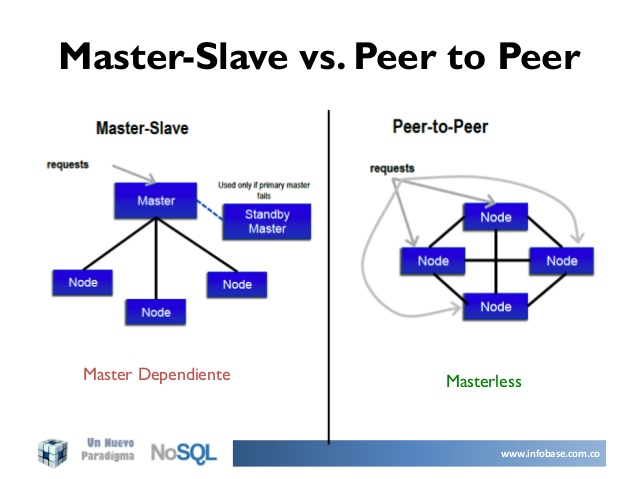 Master-Slave vs. Peer to Peer
Master-Slave
requests
Master
Used only if primary master
fails
Standby
Master
Node
Node
Node
Master Dependiente
Peer-to-Peer
requests
Node
Node
Node
Node
Masterless
Un Nuevo
Paradigma
NoSQL
www.infobase.com.co